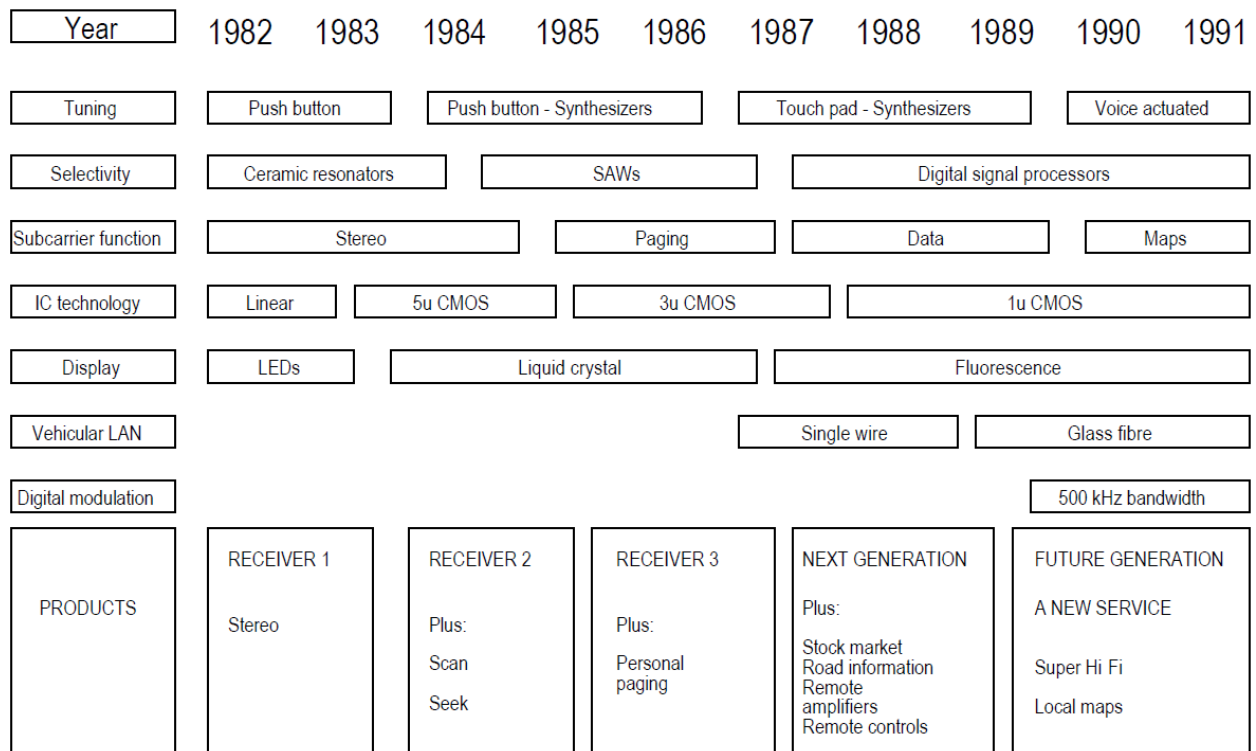 Year 1982 1983 1984 1985 1986 1987 1988 1989 1990 1991
Tuning Push button Push button - Synthesizers Touch pad - Synthesizers Voice actuated
Selectivity Ceramic resonators SAWs Digital signal processors
Subcarrier function Stereo Paging Data Maps
IC technology Linear 5u CMOS 3u CMOS 1u CMOS
Display LEDs Liquid crystal Fluorescence
Vehicular LAN Single wire Glass fibre
Digital modulation 500 kHz bandwidth
PRODUCTS
RECEIVER 1
Stereo
RECEIVER 2
Plus:
Scan
Seek
RECEIVER 3
Plus:
Personal
paging
NEXT GENERATION
Plus:
Stock market
Road information
Remote
amplifiers
Remote controls
FUTURE GENERATION
A NEW SERVICE
Super Hi Fi
Local maps